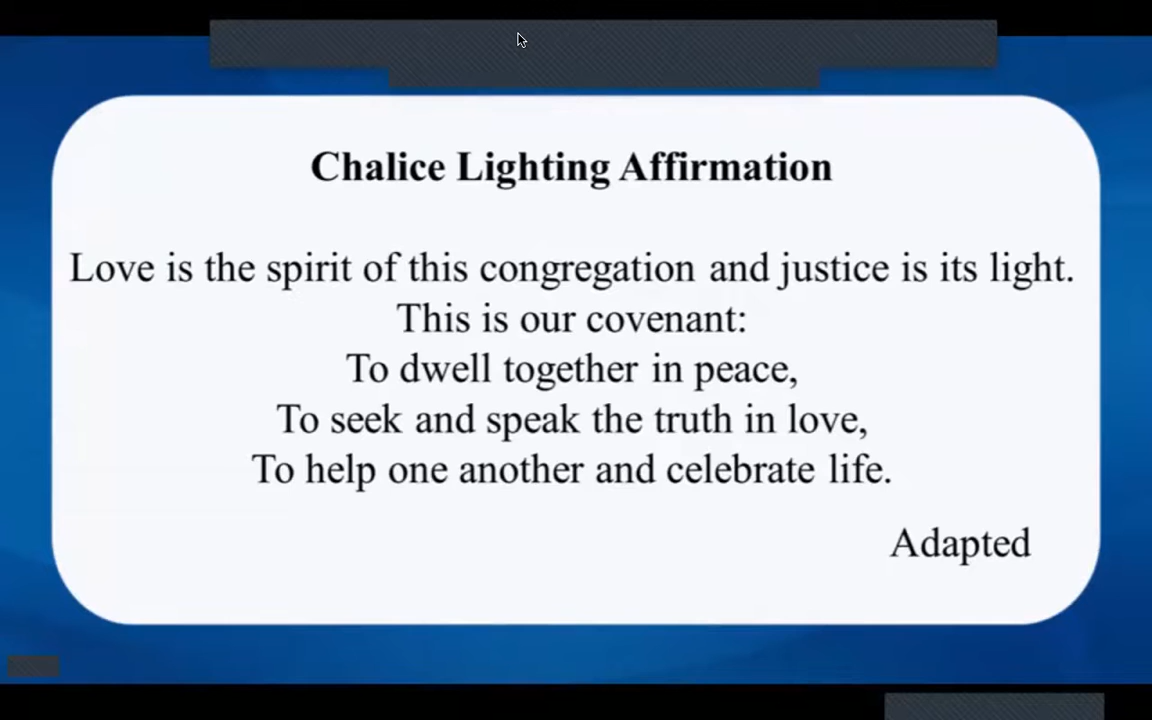 Chalice Lighting Affirmation
Love is the spirit of this congregation and justice is its light.
This is our covenant:
To dwell together in peace,
To seek and speak the truth in love,
To help one another and celebrate life.
Adapted